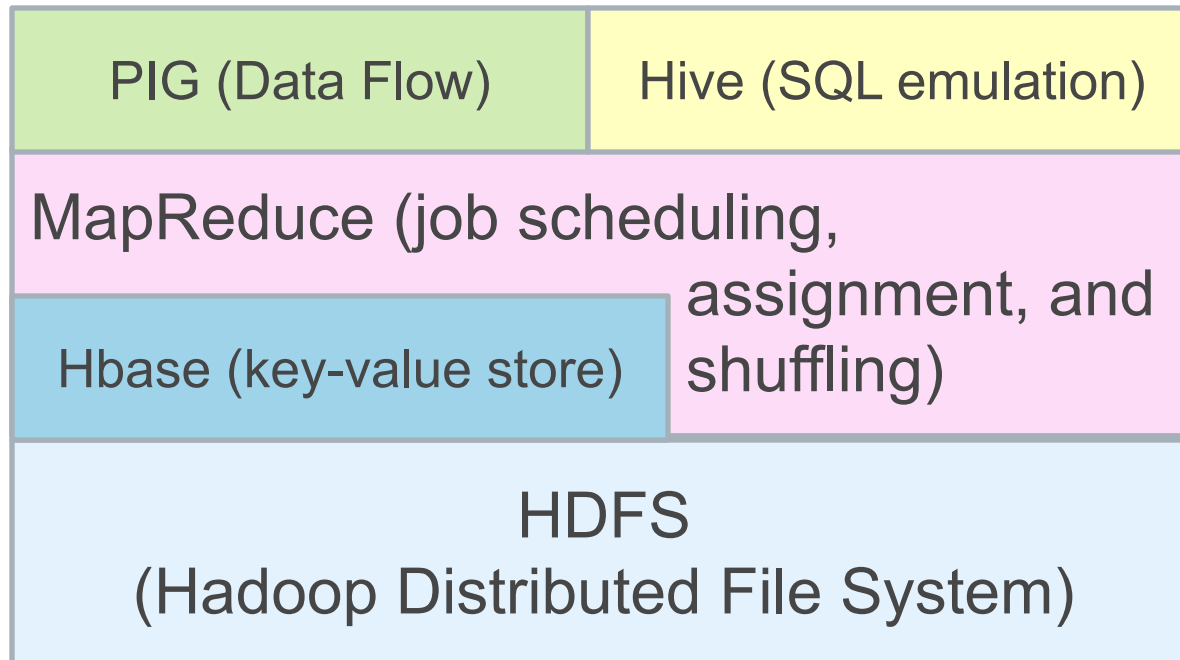 PIG (Data Flow)
Hive (SQL emulation)
MapReduce (job scheduling,
assignment, and
shuffling)
Hbase (key-value store)
HDFS
(Hadoop Distributed File System)